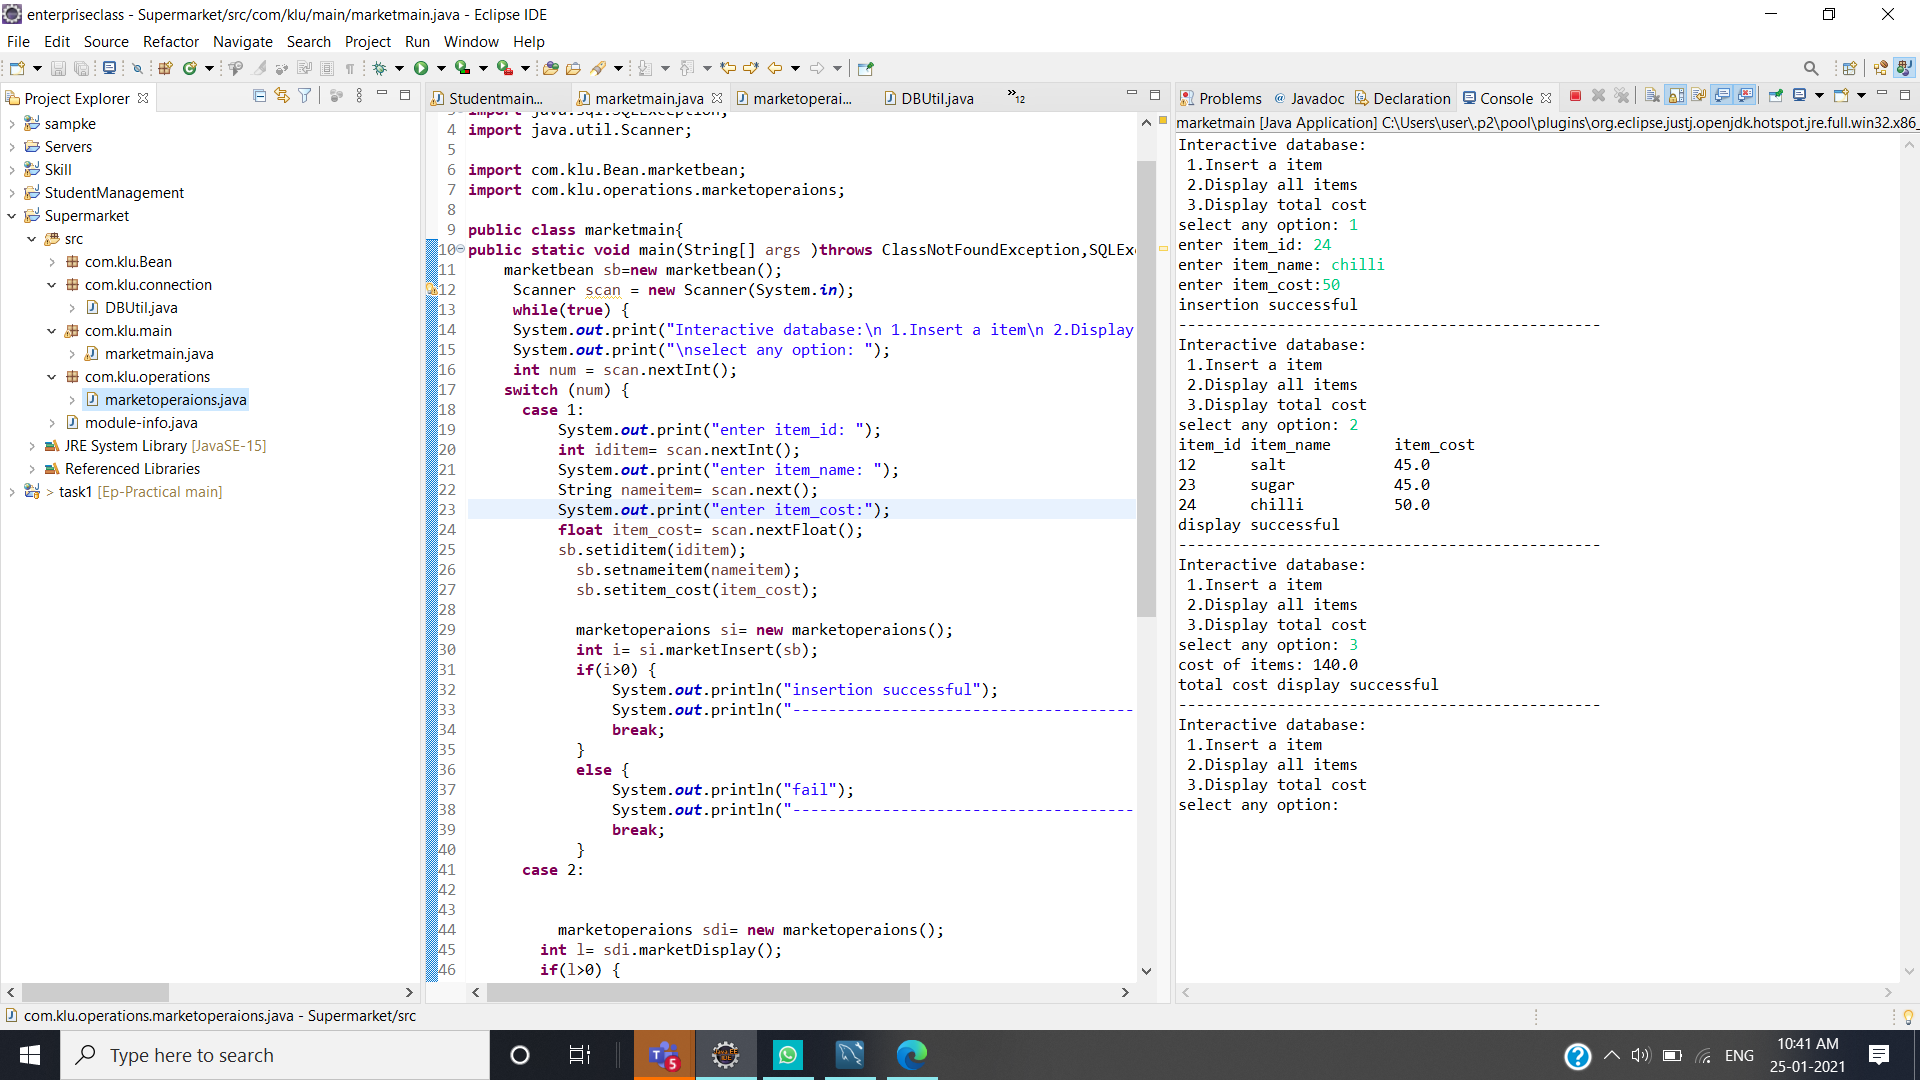 enterpriseclass - Supermarket/src/com/klu/main/marketmain.java - Eclipse IDE
File Edit Source Refactor Navigate Search Project Run Window Help
Project Explorer
sampke
Servers
Skill
StudentManagement
Supermarket
src
com.klu.Bean
com.klu.connection
DBUtil.java
com.klu.main
marketmain.java
com.klu.operations
marketoperaions.java
module-info.java
JRE System Library [JavaSE-15]
Referenced Libraries
> task1 [Ep-Practical main]
Studentmain... marketmain.java marketoperai... DBUtil.java »12
import java.sql.SQLException;
4 import java.util.Scanner;
5
6 import com.klu.Bean.marketbean;
7 import com.klu.operations.marketoperaions;
8
9 public class marketmain{
10 public static void main(String[] args )throws ClassNotFoundException,SQLEx
11 marketbean sb=new marketbean();
12 Scanner scan = new Scanner(System.in);
13 while(true) {
14 System.out.print("Interactive database:\n 1.Insert a item\n 2.Display
15 System.out.print("\nselect any option: ");
16 int num = scan.nextInt();
17 switch (num) {
18 case 1:
19 System.out.print("enter item_id: ");
20 int iditem= scan.nextInt();
21 System.out.print("enter item_name: ");
22 String nameitem= scan.next();
23 System.out.print("enter item_cost:");
24 float item_cost= scan.nextFloat();
25 sb.setiditem(iditem);
26 sb.setnameitem(nameitem);
27 sb.setitem_cost(item_cost);
28
29 marketoperaions si= new marketoperaions();
30 int i= si.marketInsert(sb);
31 if(i>0) {
32 System.out.println("insertion successful");
33 System.out.println("--------------------------------------
34 break;
35 }
36 else {
37 System.out.println("fail");
38 System.out.println("--------------------------------------
39 break;
40 }
41 case 2:
42
43
44 marketoperaions sdi= new marketoperaions();
45 int l= sdi.marketDisplay();
46 if(l>0) {
Problems @ Javadoc Declaration Console
marketmain [Java Application] C:\Users\user\.p2\pool\plugins\org.eclipse.justj.openjdk.hotspot.jre.full.win32.x86_
Interactive database:
1.Insert a item
2.Display all items
3.Display total cost
select any option: 1
enter item_id: 24
enter item_name: chilli
enter item_cost:50
insertion successful
-----------------------------------------------
Interactive database:
1.Insert a item
2.Display all items
3.Display total cost
select any option: 2
item_id item_name item_cost
12 salt 45.0
23 sugar 45.0
24 chilli 50.0
display successful
-----------------------------------------------
Interactive database:
1.Insert a item
2.Display all items
3.Display total cost
select any option: 3
cost of items: 140.0
total cost display successful
-----------------------------------------------
Interactive database:
1.Insert a item
2.Display all items
3.Display total cost
select any option:
com.klu.operations.marketoperaions.java - Supermarket/src
Type here to search
5
ENG
10:41 AM
25-01-2021